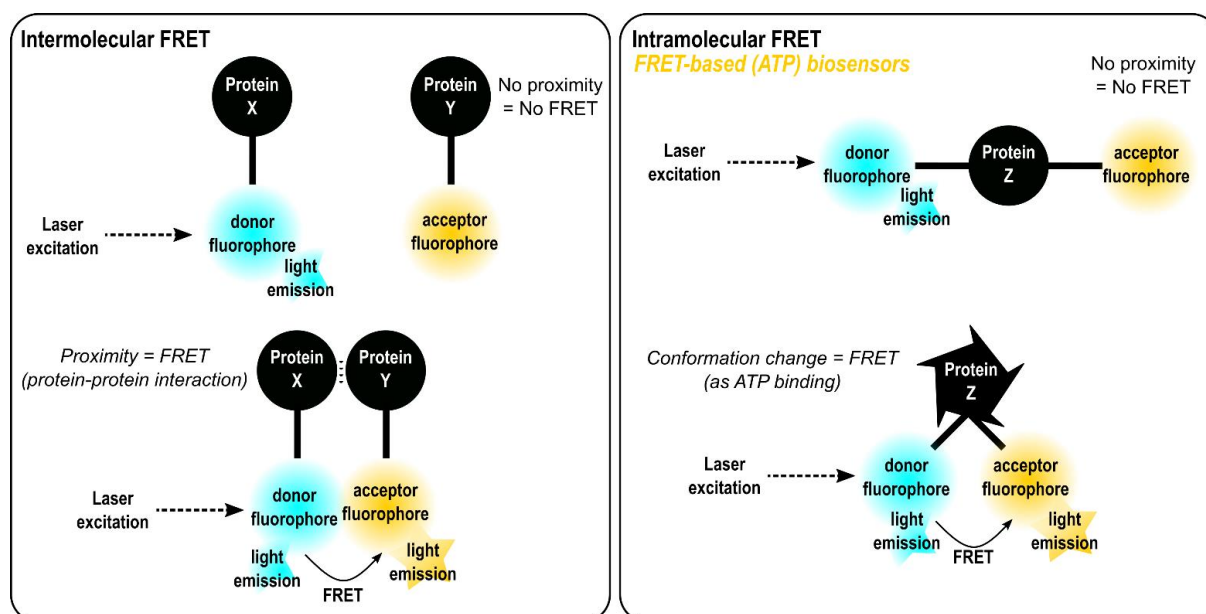 Intermolecular FRET
Protein
X
Protein
Y
No proximity
= No FRET
Laser
excitation
donor
fluorophore
light
emission
acceptor
fluorophore
Proximity = FRET
(protein-protein interaction)
Protein
X
Protein
Y
Laser
excitation
donor
fluorophore
acceptor
fluorophore
light
emission
light
emission
FRET
Intramolecular FRET
FRET-based (ATP) biosensors
No proximity
= No FRET
Laser
excitation
donor
fluorophore
light
emission
Protein
Z
acceptor
fluorophore
Conformation change = FRET
(as ATP binding)
Protein
Z
Laser
excitation
donor
fluorophore
acceptor
fluorophore
light
emission
light
emission
FRET